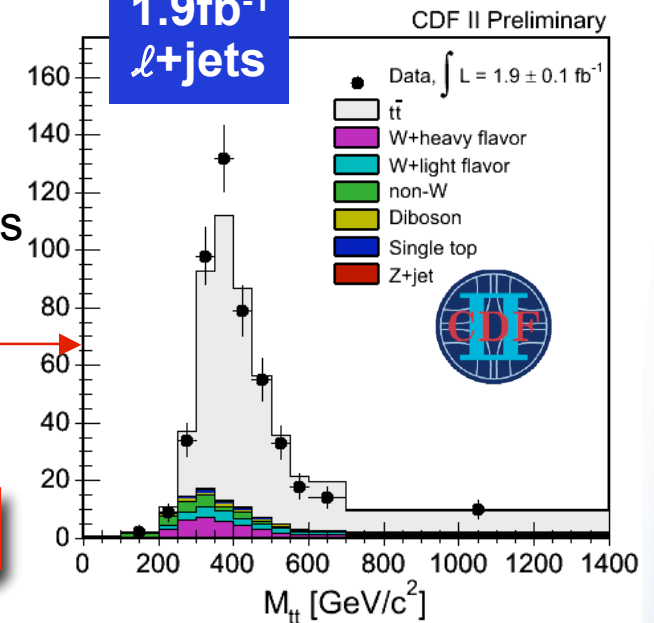 1.9fb⁻¹
ℓ+jets
CDF II Preliminary
Data, ∫ L = 1.9 ± 0.1 fb⁻¹
tt̄
W+heavy flavor
W+light flavor
non-W
Diboson
Single top
Z+jet
II
CDF
s
160
140
120
100
80
60
40
20
0
0 200 400 600 800 1000 1200 1400
Mtt [GeV/c²]